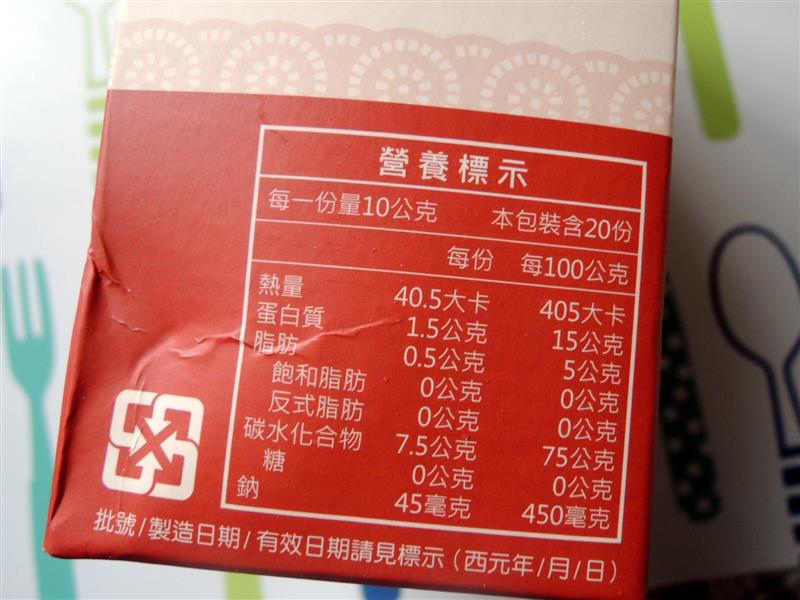 營養標示
每一份量10公克 本包裝含20份
每份 每100公克
熱量 40.5大卡 405大卡
蛋白質 1.5公克 15公克
脂肪 0.5公克 5公克
飽和脂肪 0公克 0公克
反式脂肪 0公克 0公克
碳水化合物 7.5公克 75公克
糖 0公克 0公克
鈉 45毫克 450毫克
批號/製造日期/有效日期請見標示（西元年/月/日）